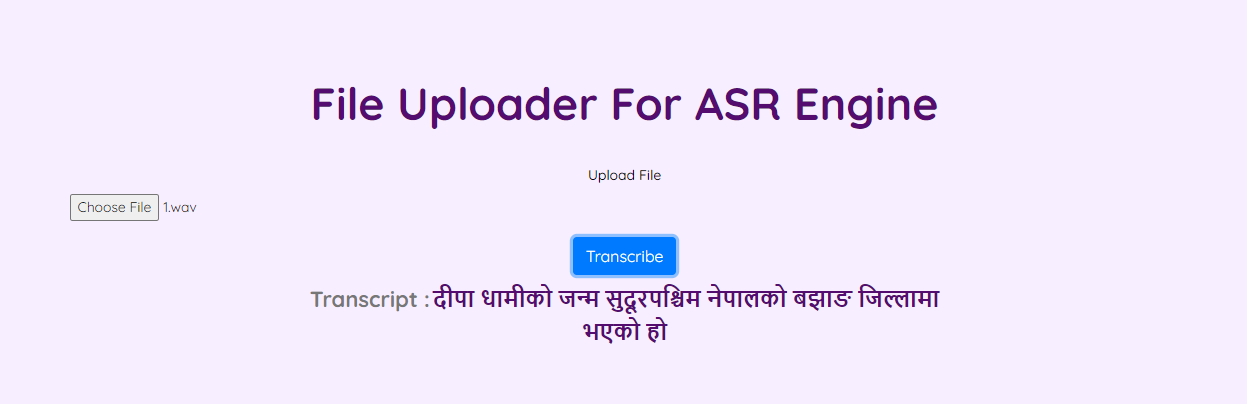 File Uploader For ASR Engine
Upload File
Choose File 1.wav
Transcribe
Transcript : दीपा धामीको जन्म सुदूरपश्चिम नेपालको बझाङ जिल्लामा
भएको हो